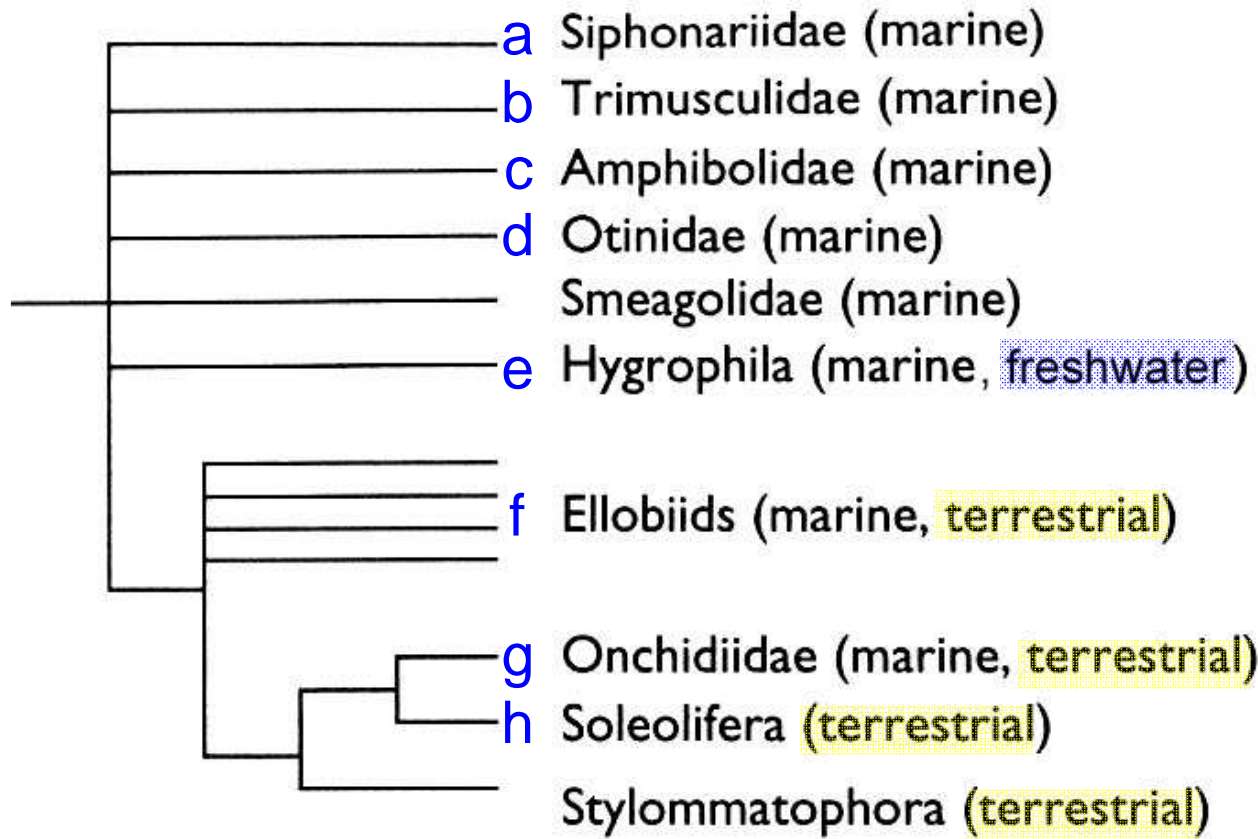 a Siphonariidae (marine)
b Trimusculidae (marine)
c Amphibolidae (marine)
d Otinidae (marine)
Smeagolidae (marine)
e Hygrophila (marine, freshwater)
f Ellobiids (marine, terrestrial)
g Onchidiidae (marine, terrestrial)
h Soleolifera (terrestrial)
Stylommatophora (terrestrial)